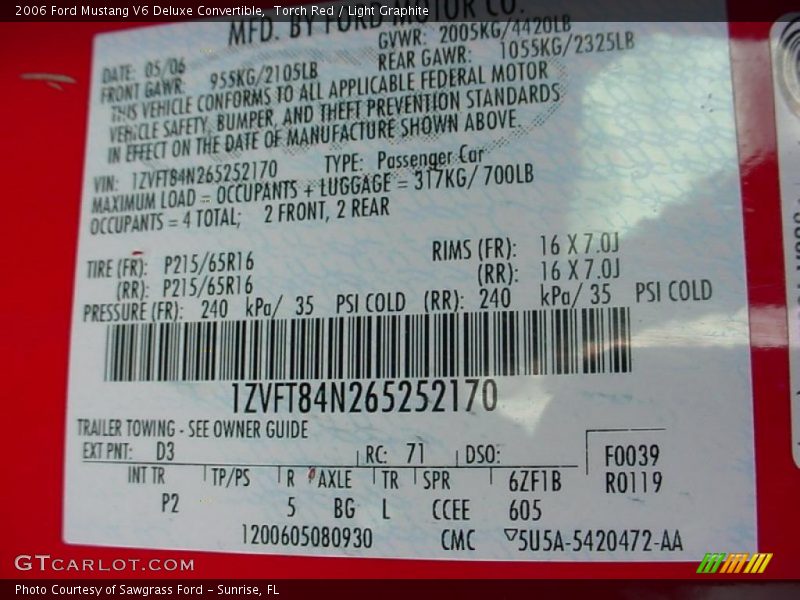 2006 Ford Mustang V6 Deluxe Convertible, Torch Red / Light Graphite
MFD. BY FORD MOTOR CO.
DATE: 05/06 GVWR: 2005KG/4420LB
FRONT GAWR: 955KG/2105LB REAR GAWR: 1055KG/2325LB
THIS VEHICLE CONFORMS TO ALL APPLICABLE FEDERAL MOTOR
VEHICLE SAFETY, BUMPER, AND THEFT PREVENTION STANDARDS
IN EFFECT ON THE DATE OF MANUFACTURE SHOWN ABOVE.
VIN: 1ZVFT84N265252170 TYPE: Passenger Car
MAXIMUM LOAD = OCCUPANTS + LUGGAGE = 317KG/ 700LB
OCCUPANTS = 4 TOTAL; 2 FRONT, 2 REAR
TIRE (FR): P215/65R16 RIMS (FR): 16 X 7.0J
(RR): P215/65R16 (RR): 16 X 7.0J
PRESSURE (FR): 240 kPa/ 35 PSI COLD (RR): 240 kPa/ 35 PSI COLD
1ZVFT84N265252170
TRAILER TOWING - SEE OWNER GUIDE
EXT PNT: D3 RC: 71 DSO: F0039
INT TR TP/PS R AXLE TR SPR 6ZF1B R0119
P2 5 BG L CCEE 605
1200605080930 CMC 5U5A-5420472-AA
GTCARLOT.COM
Photo Courtesy of Sawgrass Ford - Sunrise, FL